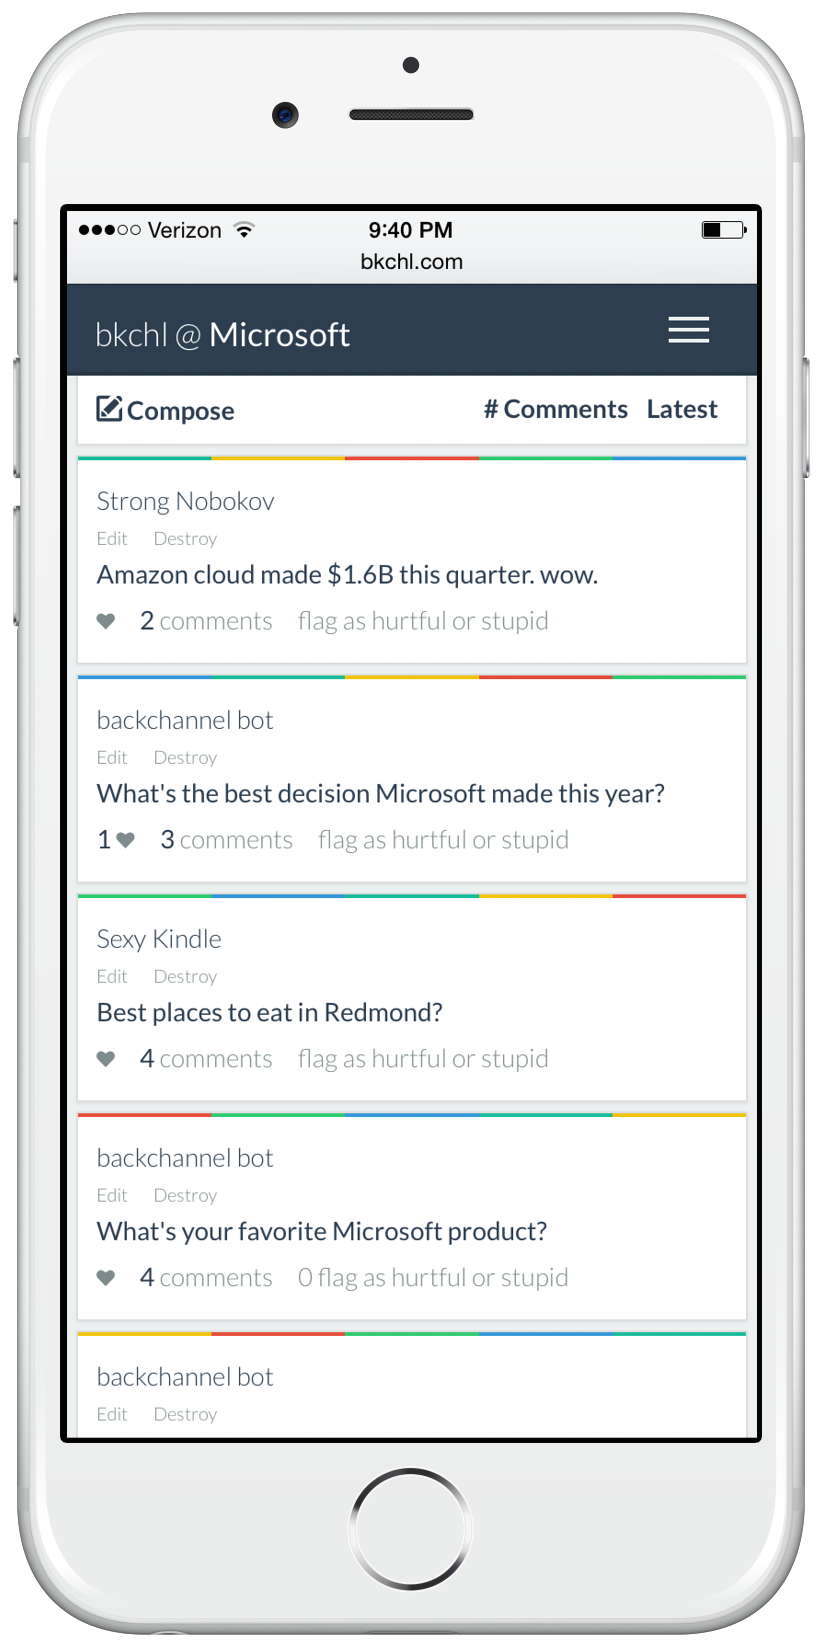 Verizon 9:40 PM
bkchl.com
bkchl @ Microsoft
Compose # Comments Latest
Strong Nobokov
Edit Destroy
Amazon cloud made $1.6B this quarter. wow.
2 comments flag as hurtful or stupid
backchannel bot
Edit Destroy
What's the best decision Microsoft made this year?
1 3 comments flag as hurtful or stupid
Sexy Kindle
Edit Destroy
Best places to eat in Redmond?
4 comments flag as hurtful or stupid
backchannel bot
Edit Destroy
What's your favorite Microsoft product?
4 comments 0 flag as hurtful or stupid
backchannel bot
Edit Destroy